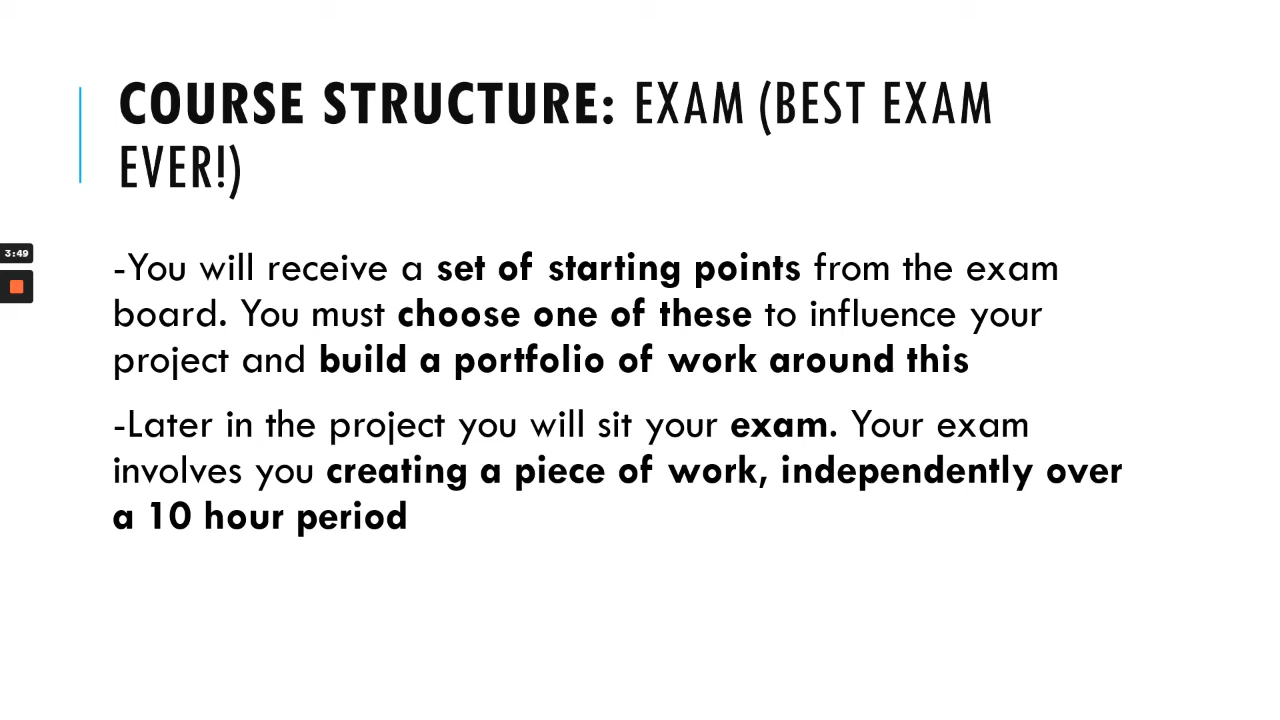 COURSE STRUCTURE: EXAM (BEST EXAM
EVER!)
3:49
-You will receive a set of starting points from the exam
board. You must choose one of these to influence your
project and build a portfolio of work around this
-Later in the project you will sit your exam. Your exam
involves you creating a piece of work, independently over
a 10 hour period